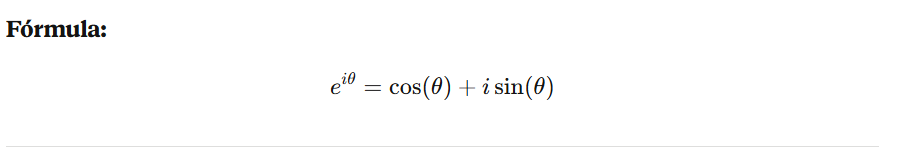 Fórmula:
e^{iθ} = cos(θ) + i sin(θ)